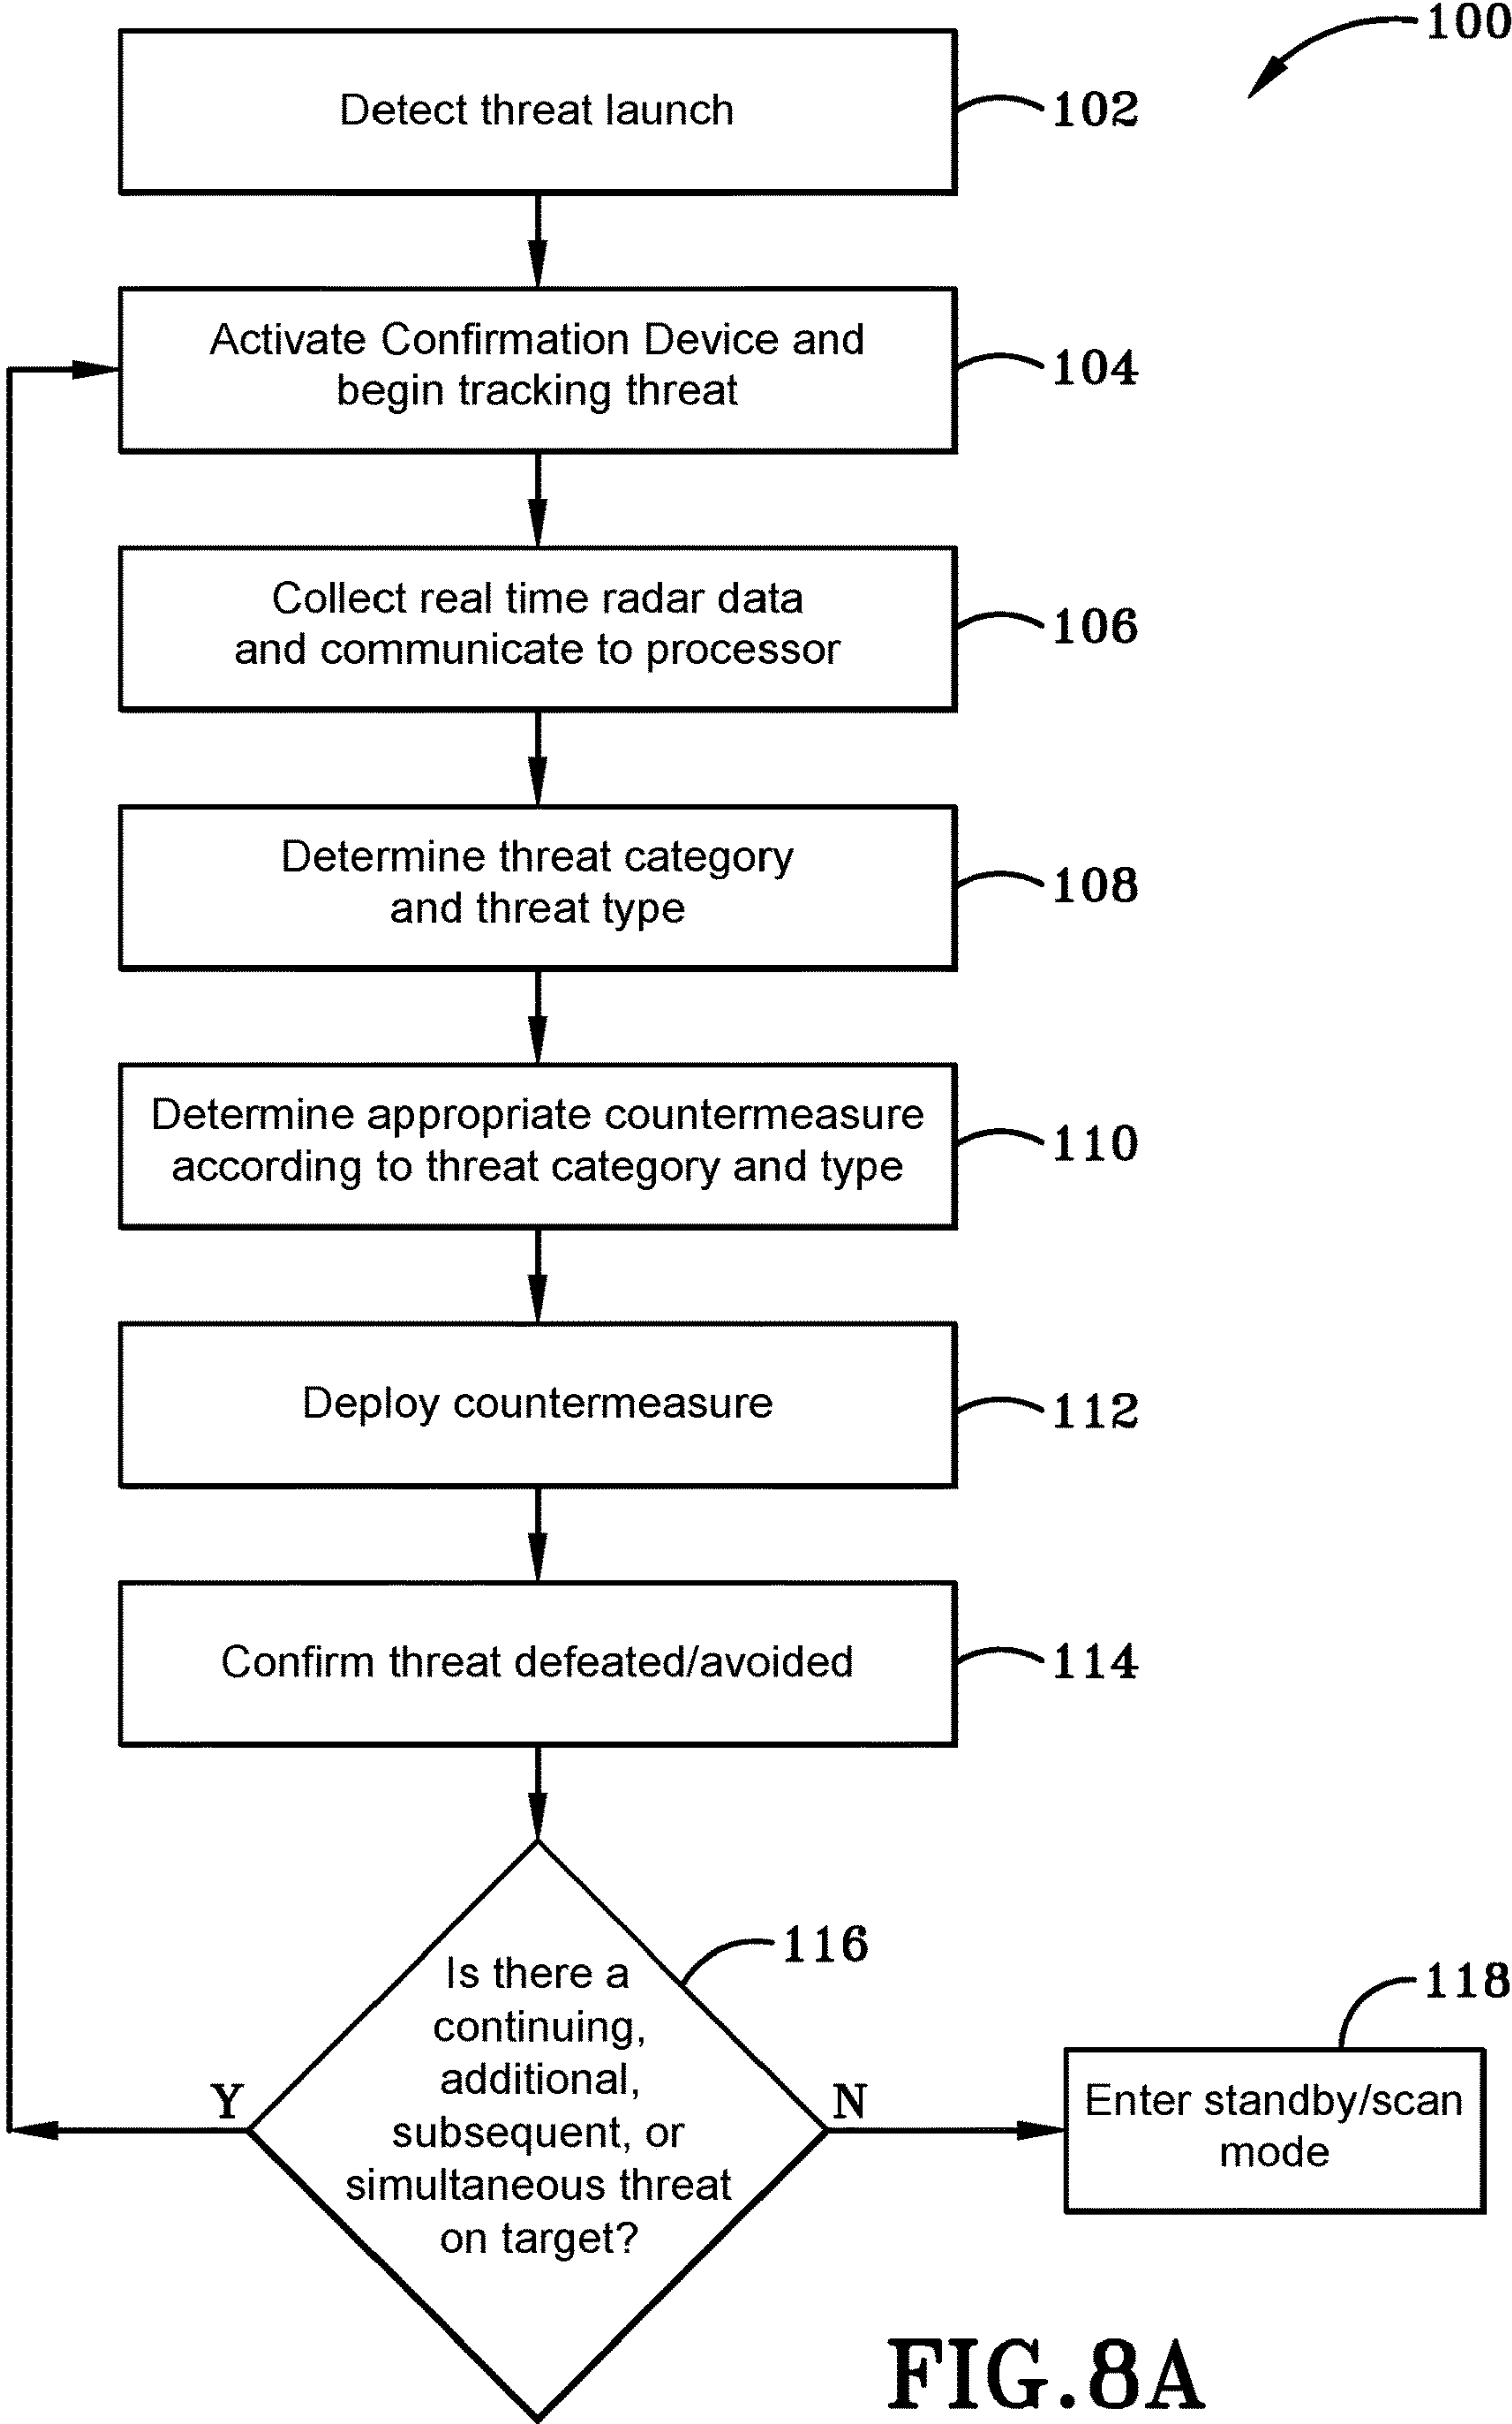 100
Detect threat launch
102
Activate Confirmation Device and
begin tracking threat
104
Collect real time radar data
and communicate to processor
106
Determine threat category
and threat type
108
Determine appropriate countermeasure
according to threat category and type
110
Deploy countermeasure
112
Confirm threat defeated/avoided
114
116
Is there a
continuing,
additional,
subsequent, or
simultaneous threat
on target?
Y
N
118
Enter standby/scan
mode
FIG.8A